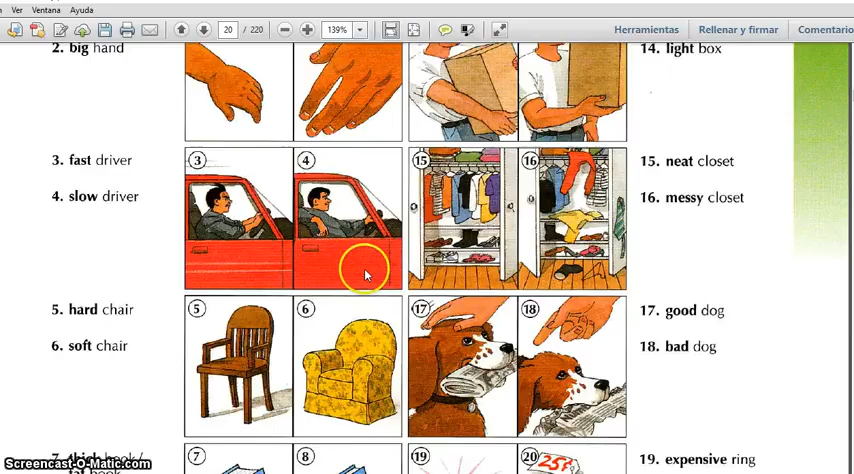 Ver Ventana Ayuda
20 / 220
139%
Herramientas
Rellenar y firmar
Comentario
2. big hand
14. light box
3. fast driver
3
4
15
16
15. neat closet
4. slow driver
16. messy closet
5. hard chair
5
6
17
18
17. good dog
6. soft chair
18. bad dog
7
8
19
20
25¢
19. expensive ring
Screencast-O-Matic.com